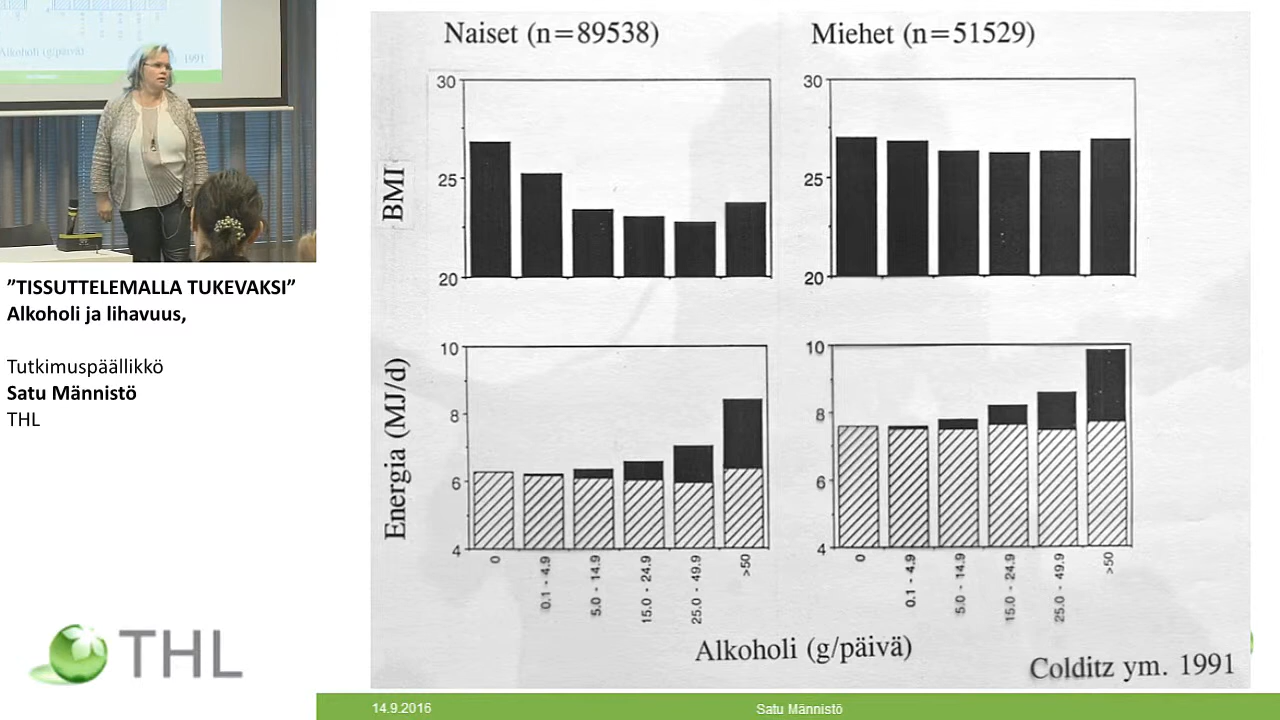 Alkoholi (g/päivä)
1991
”TISSUTTELEMALLA TUKEVAKSI”
Alkoholi ja lihavuus,
Tutkimuspäällikkö
Satu Männistö
THL
THL
Naiset (n=89538)
Miehet (n=51529)
BMI
30
25
20
30
25
20
Energia (MJ/d)
10
8
6
4
10
8
6
4
0
0.1 - 4.9
5.0 - 14.9
15.0 - 24.9
25.0 - 49.9
>50
0
0.1 - 4.9
5.0 - 14.9
15.0 - 24.9
25.0 - 49.9
>50
Alkoholi (g/päivä)
Colditz ym. 1991
14.9.2016
Satu Männistö